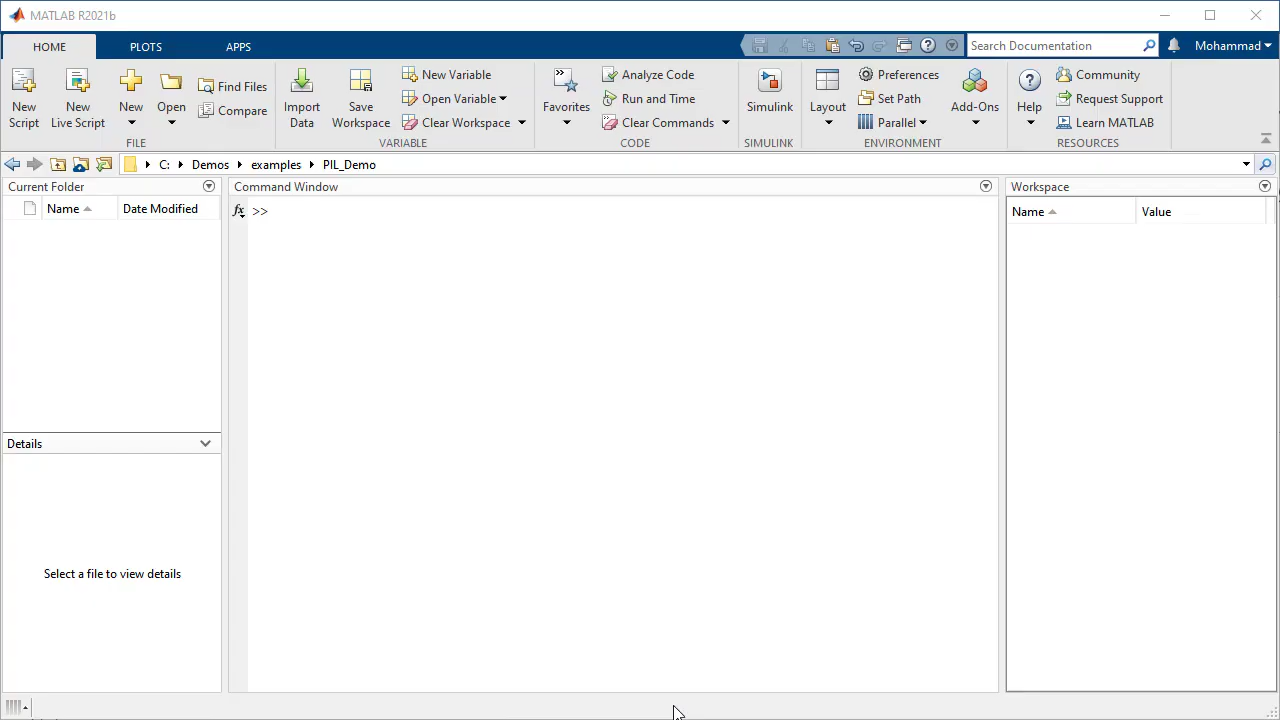 MATLAB R2021b
HOME PLOTS APPS
Search Documentation
Mohammad
New Script
New Live Script
New
Open
Find Files
Compare
FILE
Import Data
Save Workspace
New Variable
Open Variable
Clear Workspace
VARIABLE
Favorites
Analyze Code
Run and Time
Clear Commands
CODE
Simulink
SIMULINK
Layout
Preferences
Set Path
Parallel
Add-Ons
ENVIRONMENT
Help
Community
Request Support
Learn MATLAB
RESOURCES
C: Demos examples PIL_Demo
Current Folder
Name Date Modified
Details
Select a file to view details
Command Window
fx >>
Workspace
Name Value